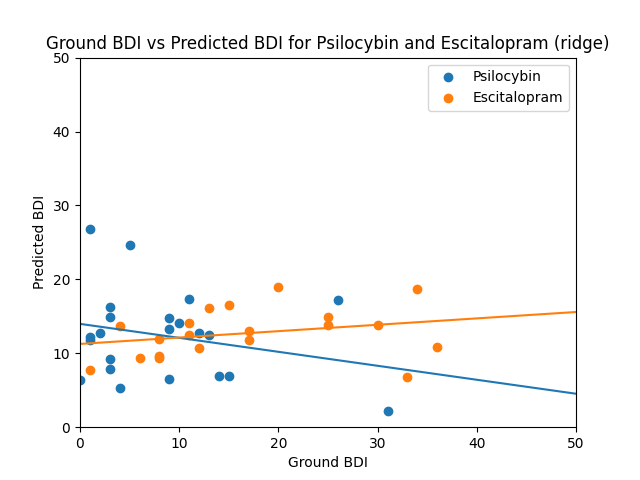 Ground BDI vs Predicted BDI for Psilocybin and Escitalopram (ridge)
50
40
30
20
10
0
Predicted BDI
Psilocybin
Escitalopram
0 10 20 30 40 50
Ground BDI